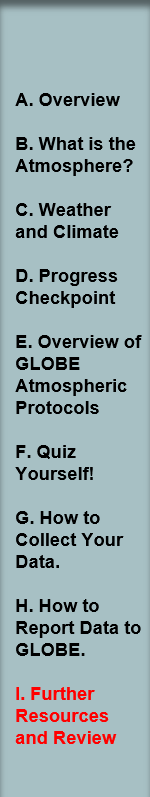 A. Overview
B. What is the
Atmosphere?
C. Weather
and Climate
D. Progress
Checkpoint
E. Overview of
GLOBE
Atmospheric
Protocols
F. Quiz
Yourself!
G. How to
Collect Your
Data.
H. How to
Report Data to
GLOBE.
I. Further
Resources
and Review